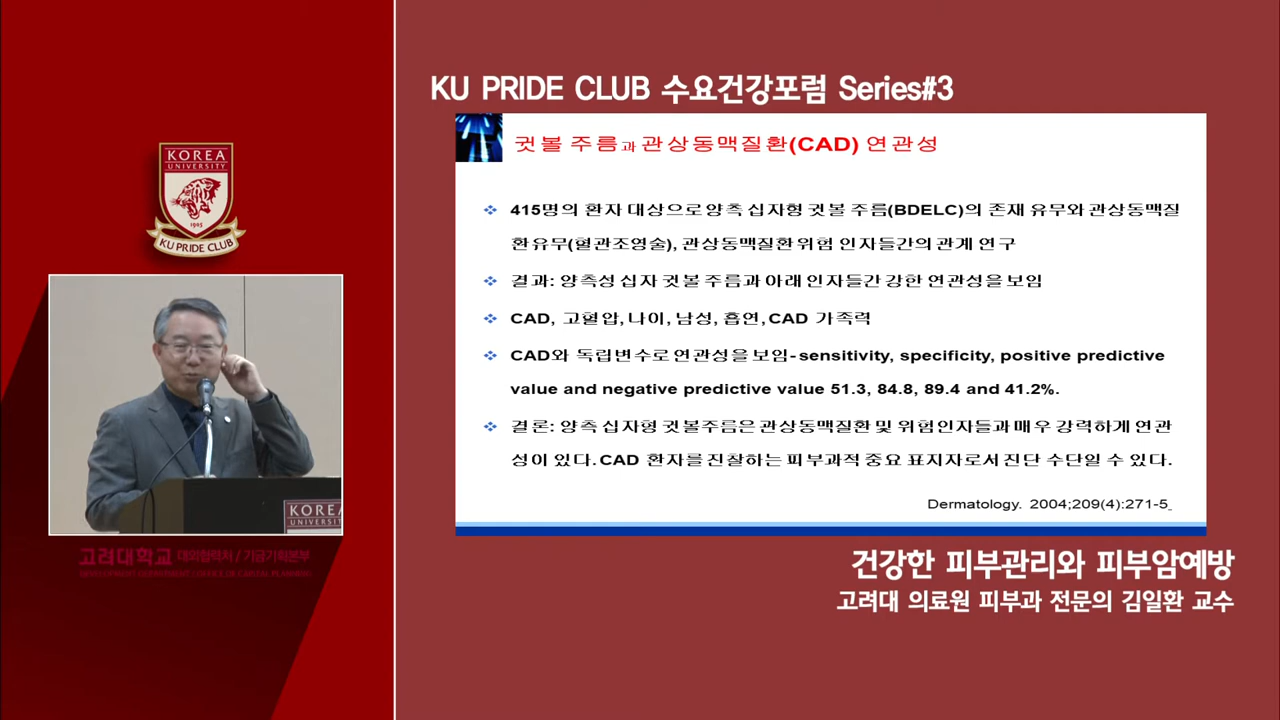 KU PRIDE CLUB 수요건강포럼 Series#3
KOREA
UNIVERSITY
1905
KU PRIDE CLUB
귓볼 주름과 관상동맥질환(CAD) 연관성
415명의 환자 대상으로 양측 십자형 귓볼 주름(BDELC)의 존재 유무와 관상동맥질
환유무(혈관조영술), 관상동맥질환 위험 인자들간의 관계 연구
결과: 양측성 십자 귓볼 주름과 아래 인자들간 강한 연관성을 보임
CAD, 고혈압, 나이, 남성, 흡연, CAD 가족력
CAD와 독립변수로 연관성을 보임- sensitivity, specificity, positive predictive
value and negative predictive value 51.3, 84.8, 89.4 and 41.2%.
결론: 양측 십자형 귓볼주름은 관상동맥질환 및 위험인자들과 매우 강력하게 연관
성이 있다. CAD 환자를 진찰하는 피부과적 중요 표지자로서 진단 수단일 수 있다.
Dermatology. 2004;209(4):271-5_
KOREA
UNIVERSITY
고려대학교 대외협력처 / 기금기획본부
건강한 피부관리와 피부암예방
고려대 의료원 피부과 전문의 김일환 교수